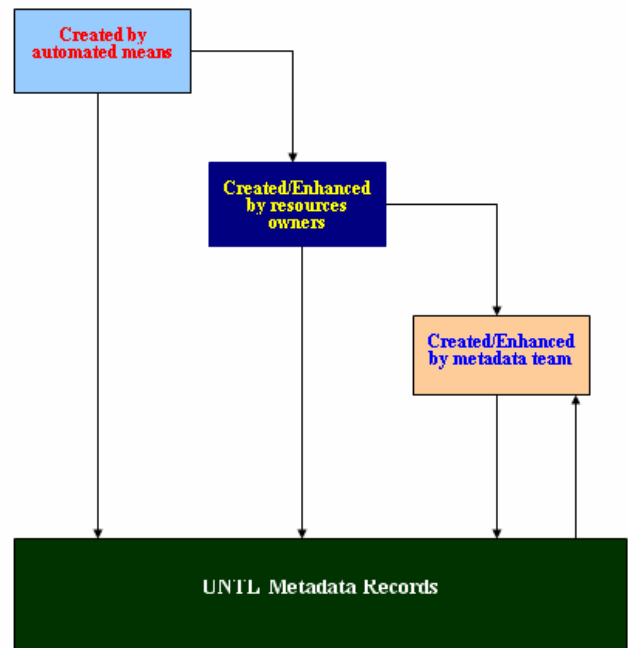 Created by
automated means
Created/Enhanced
by resources
owners
Created/Enhanced
by metadata team
UNTL Metadata Records